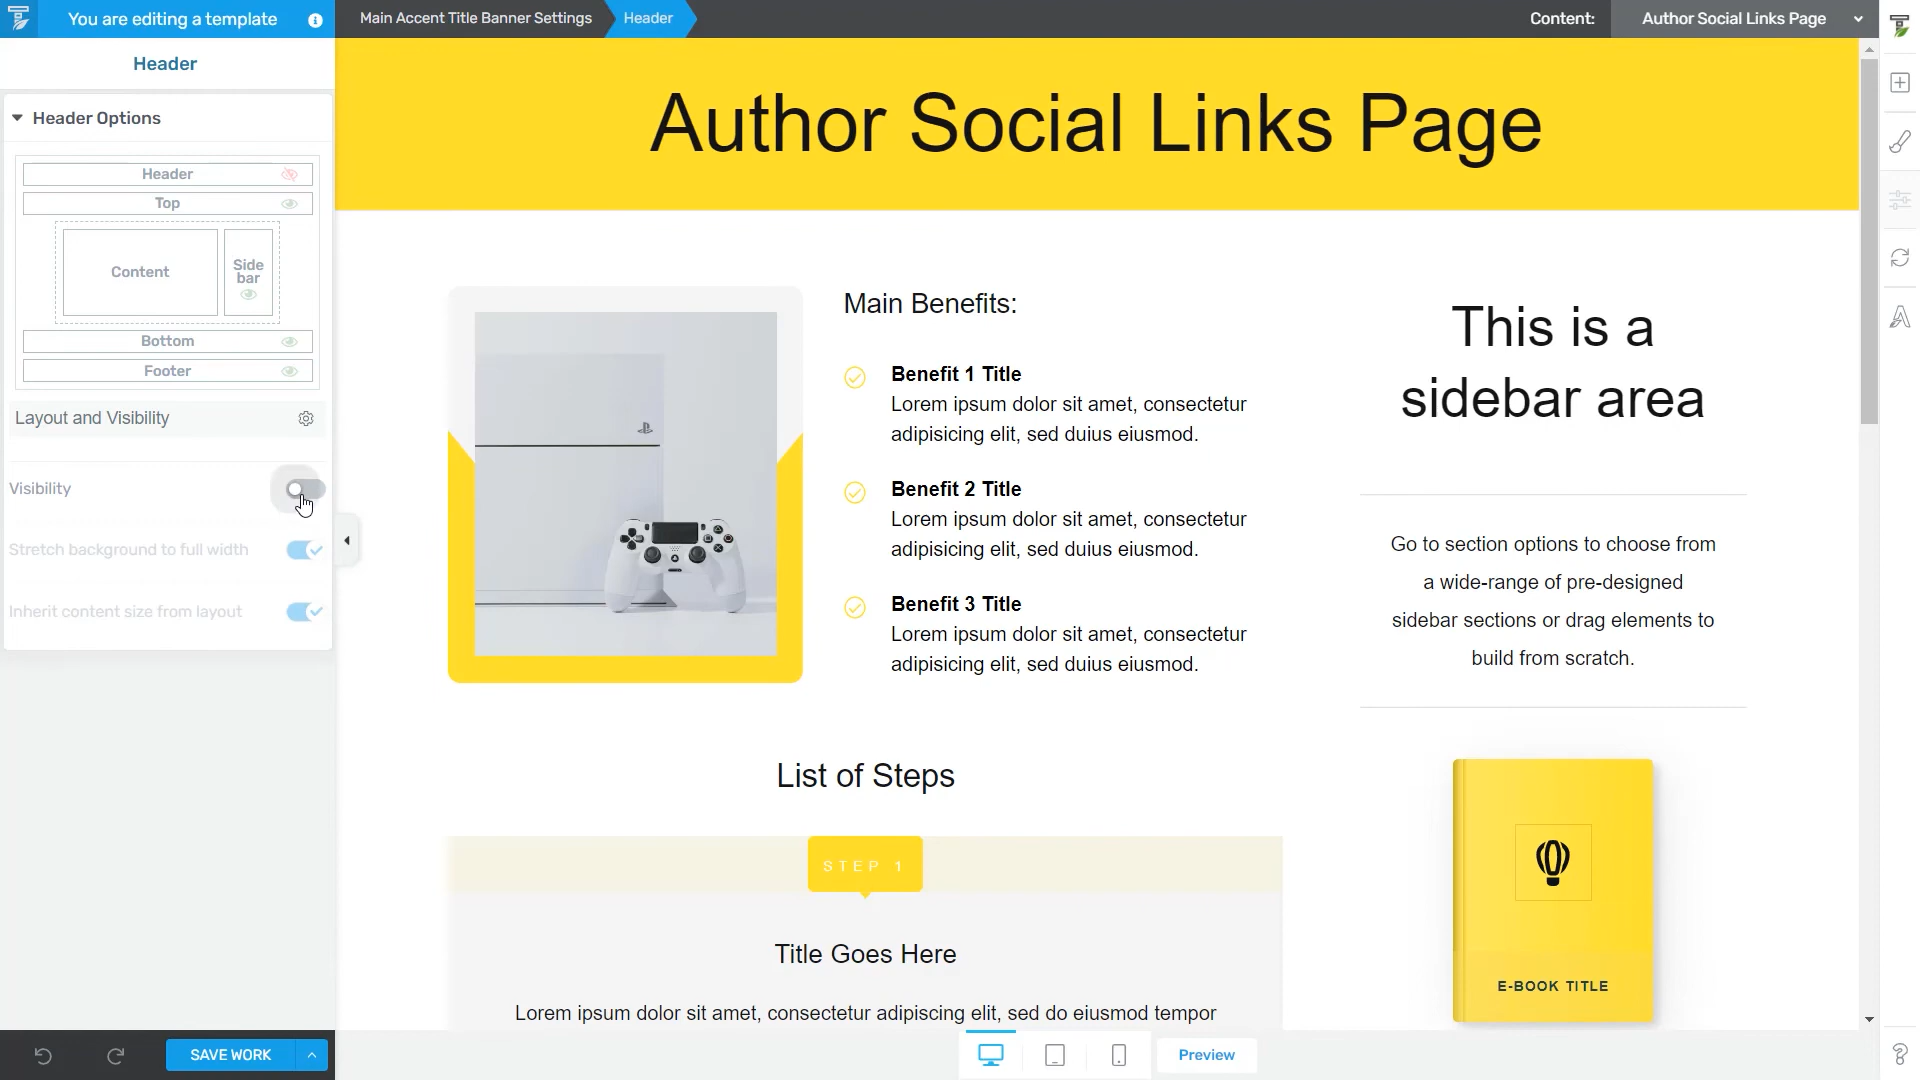 You are editing a template
Main Accent Title Banner Settings
Header
Content:
Author Social Links Page
Header
Header Options
Header
Top
Content
Side
bar
Bottom
Footer
Layout and Visibility
Visibility
Stretch background to full width
Inherit content size from layout
SAVE WORK
Author Social Links Page
Main Benefits:
Benefit 1 Title
Lorem ipsum dolor sit amet, consectetur
adipisicing elit, sed duius eiusmod.
Benefit 2 Title
Lorem ipsum dolor sit amet, consectetur
adipisicing elit, sed duius eiusmod.
Benefit 3 Title
Lorem ipsum dolor sit amet, consectetur
adipisicing elit, sed duius eiusmod.
List of Steps
STEP 1
Title Goes Here
Lorem ipsum dolor sit amet, consectetur adipiscing elit, sed do eiusmod tempor
This is a
sidebar area
Go to section options to choose from
a wide-range of pre-designed
sidebar sections or drag elements to
build from scratch.
E-BOOK TITLE
Preview